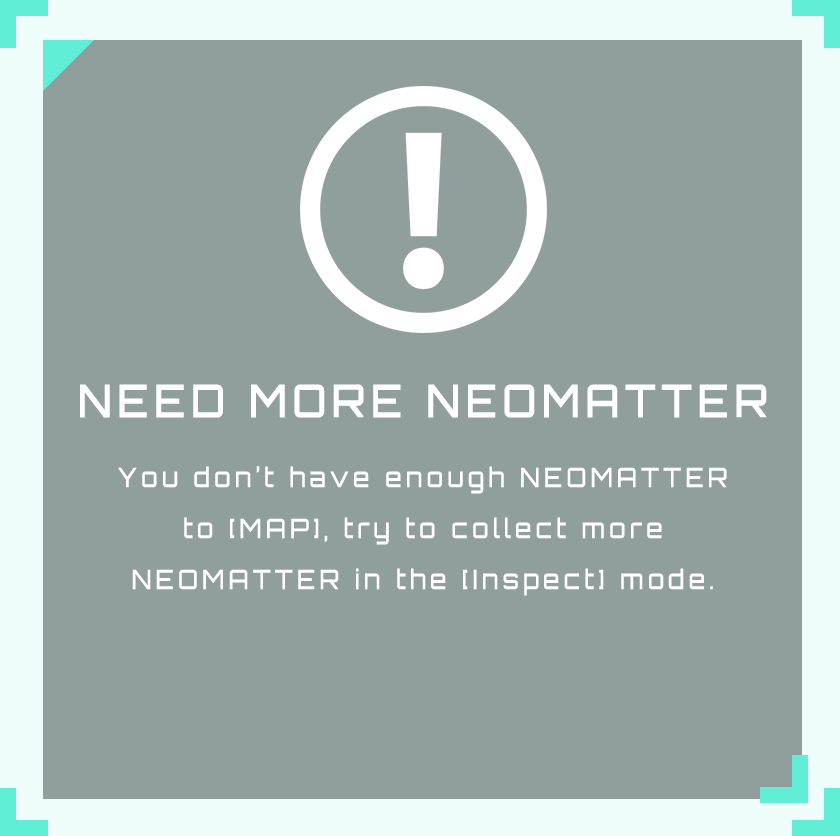 NEED MORE NEOMATTER
You don't have enough NEOMATTER
to [MAP], try to collect more
NEOMATTER in the [Inspect] mode.